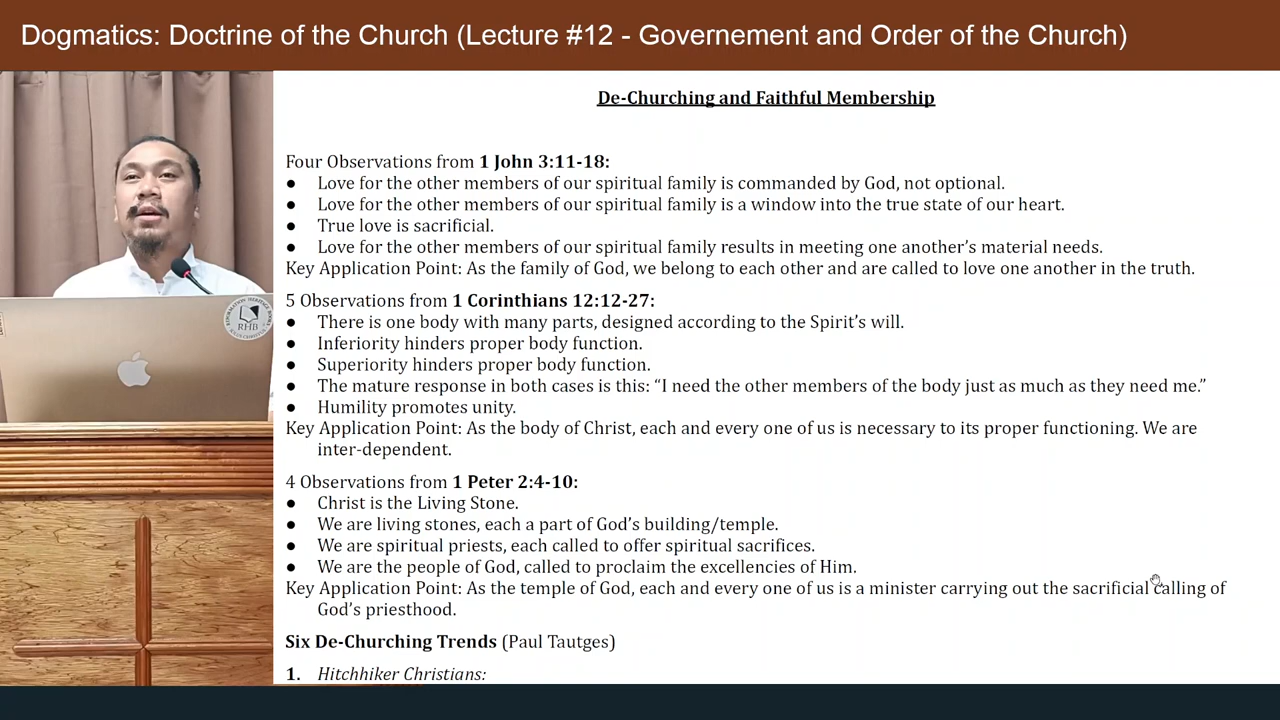 Dogmatics: Doctrine of the Church (Lecture #12 - Governement and Order of the Church)
De-Churching and Faithful Membership
Four Observations from 1 John 3:11-18:
● Love for the other members of our spiritual family is commanded by God, not optional.
● Love for the other members of our spiritual family is a window into the true state of our heart.
● True love is sacrificial.
● Love for the other members of our spiritual family results in meeting one another’s material needs.
Key Application Point: As the family of God, we belong to each other and are called to love one another in the truth.
5 Observations from 1 Corinthians 12:12-27:
● There is one body with many parts, designed according to the Spirit’s will.
● Inferiority hinders proper body function.
● Superiority hinders proper body function.
● The mature response in both cases is this: “I need the other members of the body just as much as they need me.”
● Humility promotes unity.
Key Application Point: As the body of Christ, each and every one of us is necessary to its proper functioning. We are
inter-dependent.
4 Observations from 1 Peter 2:4-10:
● Christ is the Living Stone.
● We are living stones, each a part of God’s building/temple.
● We are spiritual priests, each called to offer spiritual sacrifices.
● We are the people of God, called to proclaim the excellencies of Him.
Key Application Point: As the temple of God, each and every one of us is a minister carrying out the sacrificial calling of
God’s priesthood.
Six De-Churching Trends (Paul Tautges)
1. Hitchhiker Christians:
RHB